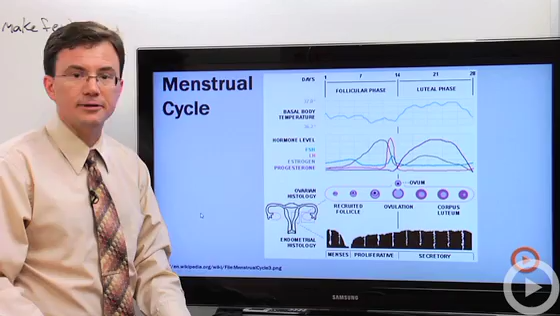 Make fe
Menstrual
Cycle
DAYS
1 7 14 21 28
FOLLICULAR PHASE LUTEAL PHASE
BASAL BODY
TEMPERATURE
HORMONE LEVEL
FSH
LH
ESTROGEN
PROGESTERONE
OVUM
OVARIAN
HISTOLOGY
RECRUITED
FOLLICLE
OVULATION
CORPUS
LUTEUM
ENDOMETRIAL
HISTOLOGY
MENSES PROLIFERATIVE SECRETORY
en.wikipedia.org/wiki/File:MenstrualCycle3.png
SAMSUNG